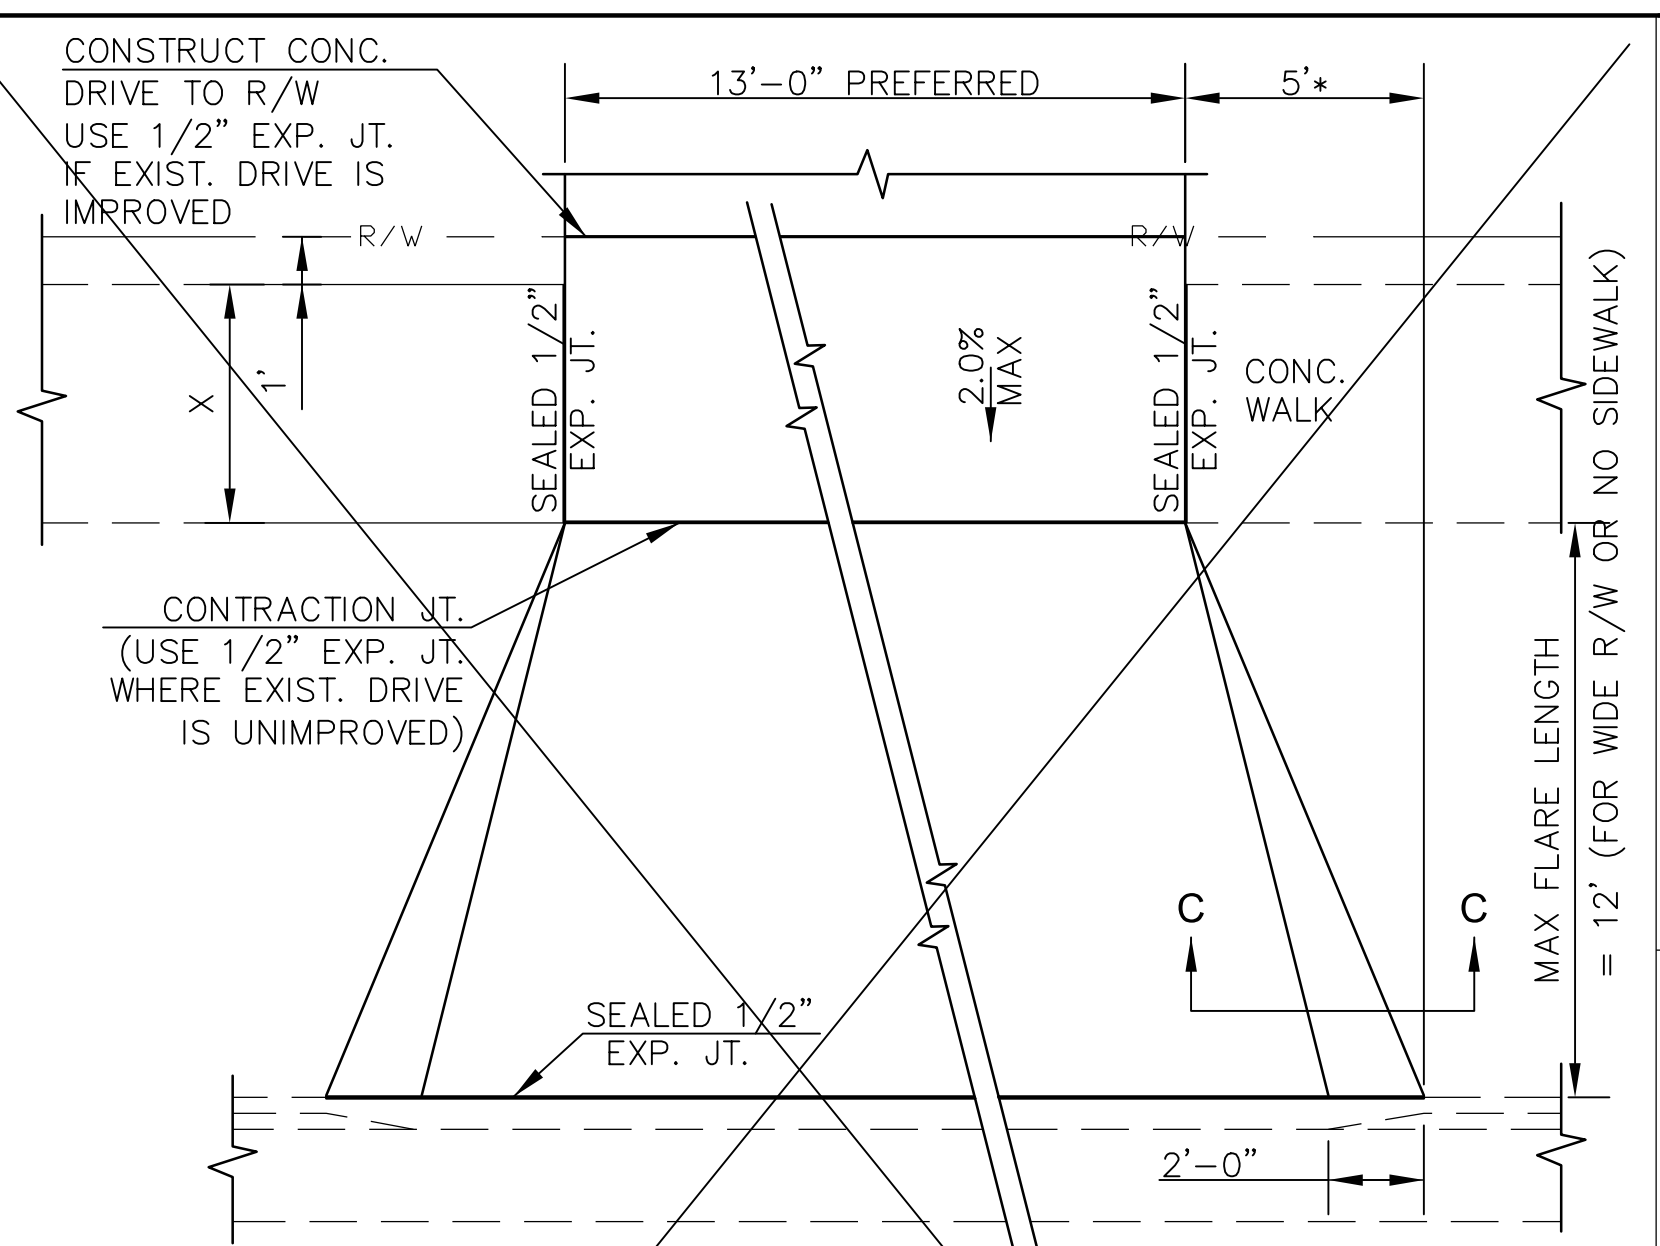 CONSTRUCT CONC.
DRIVE TO R/W
USE 1/2" EXP. JT.
IF EXIST. DRIVE IS
IMPROVED
13'-0" PREFERRED
5'*
R/W
R/W
X
1'
SEALED 1/2"
EXP. JT.
2.0%
MAX
SEALED 1/2"
EXP. JT.
CONC.
WALK
CONTRACTION JT.
(USE 1/2" EXP. JT.
WHERE EXIST. DRIVE
IS UNIMPROVED)
MAX FLARE LENGTH
= 12' (FOR WIDE R/W OR NO SIDEWALK)
C
C
SEALED 1/2"
EXP. JT.
2'-0"